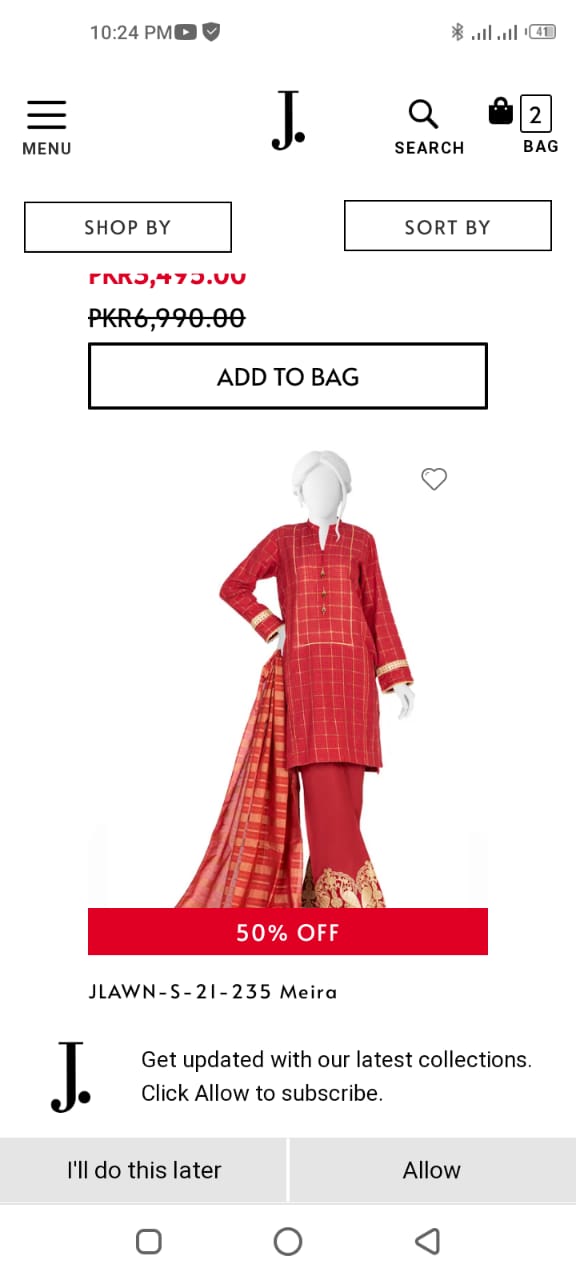 10:24 PM
41
J.
MENU
SEARCH
2
BAG
SHOP BY
SORT BY
PKR3,495.00
PKR6,990.00
ADD TO BAG
50% OFF
JLAWN-S-21-235 Meira
J.
Get updated with our latest collections.
Click Allow to subscribe.
I'll do this later
Allow